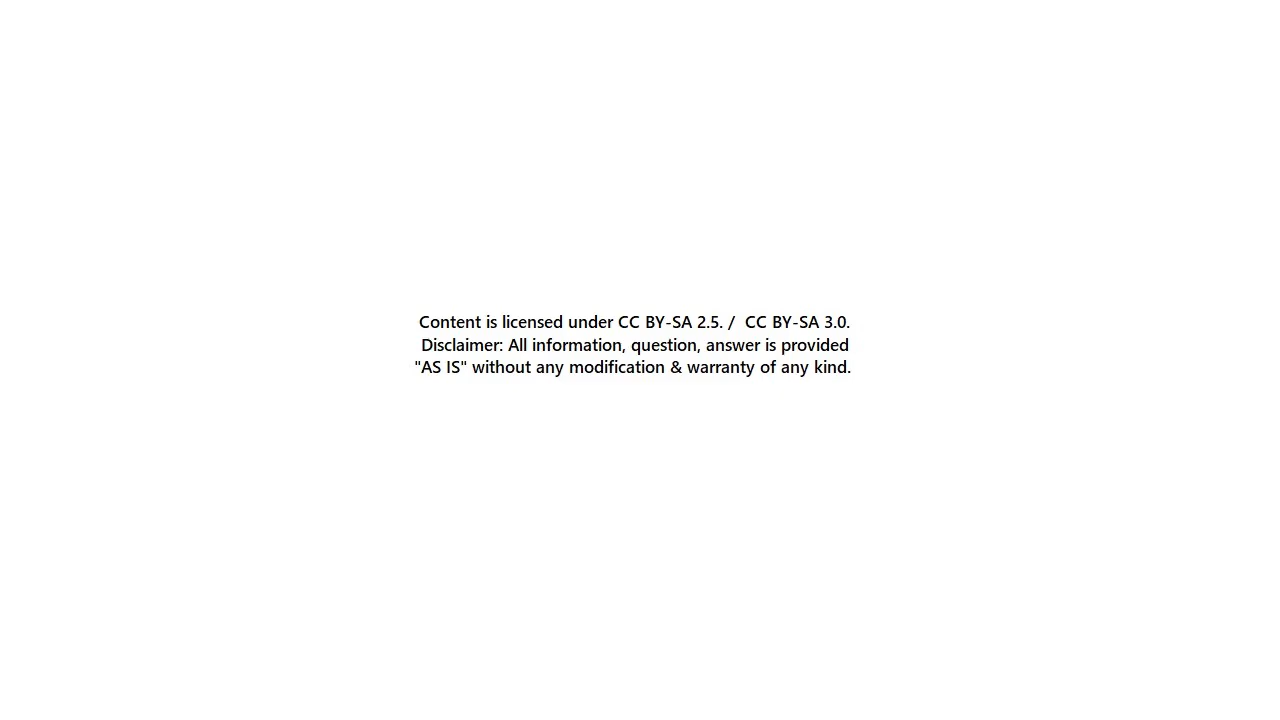 Content is licensed under CC BY-SA 2.5. /  CC BY-SA 3.0.
Disclaimer: All information, question, answer is provided
"AS IS" without any modification & warranty of any kind.